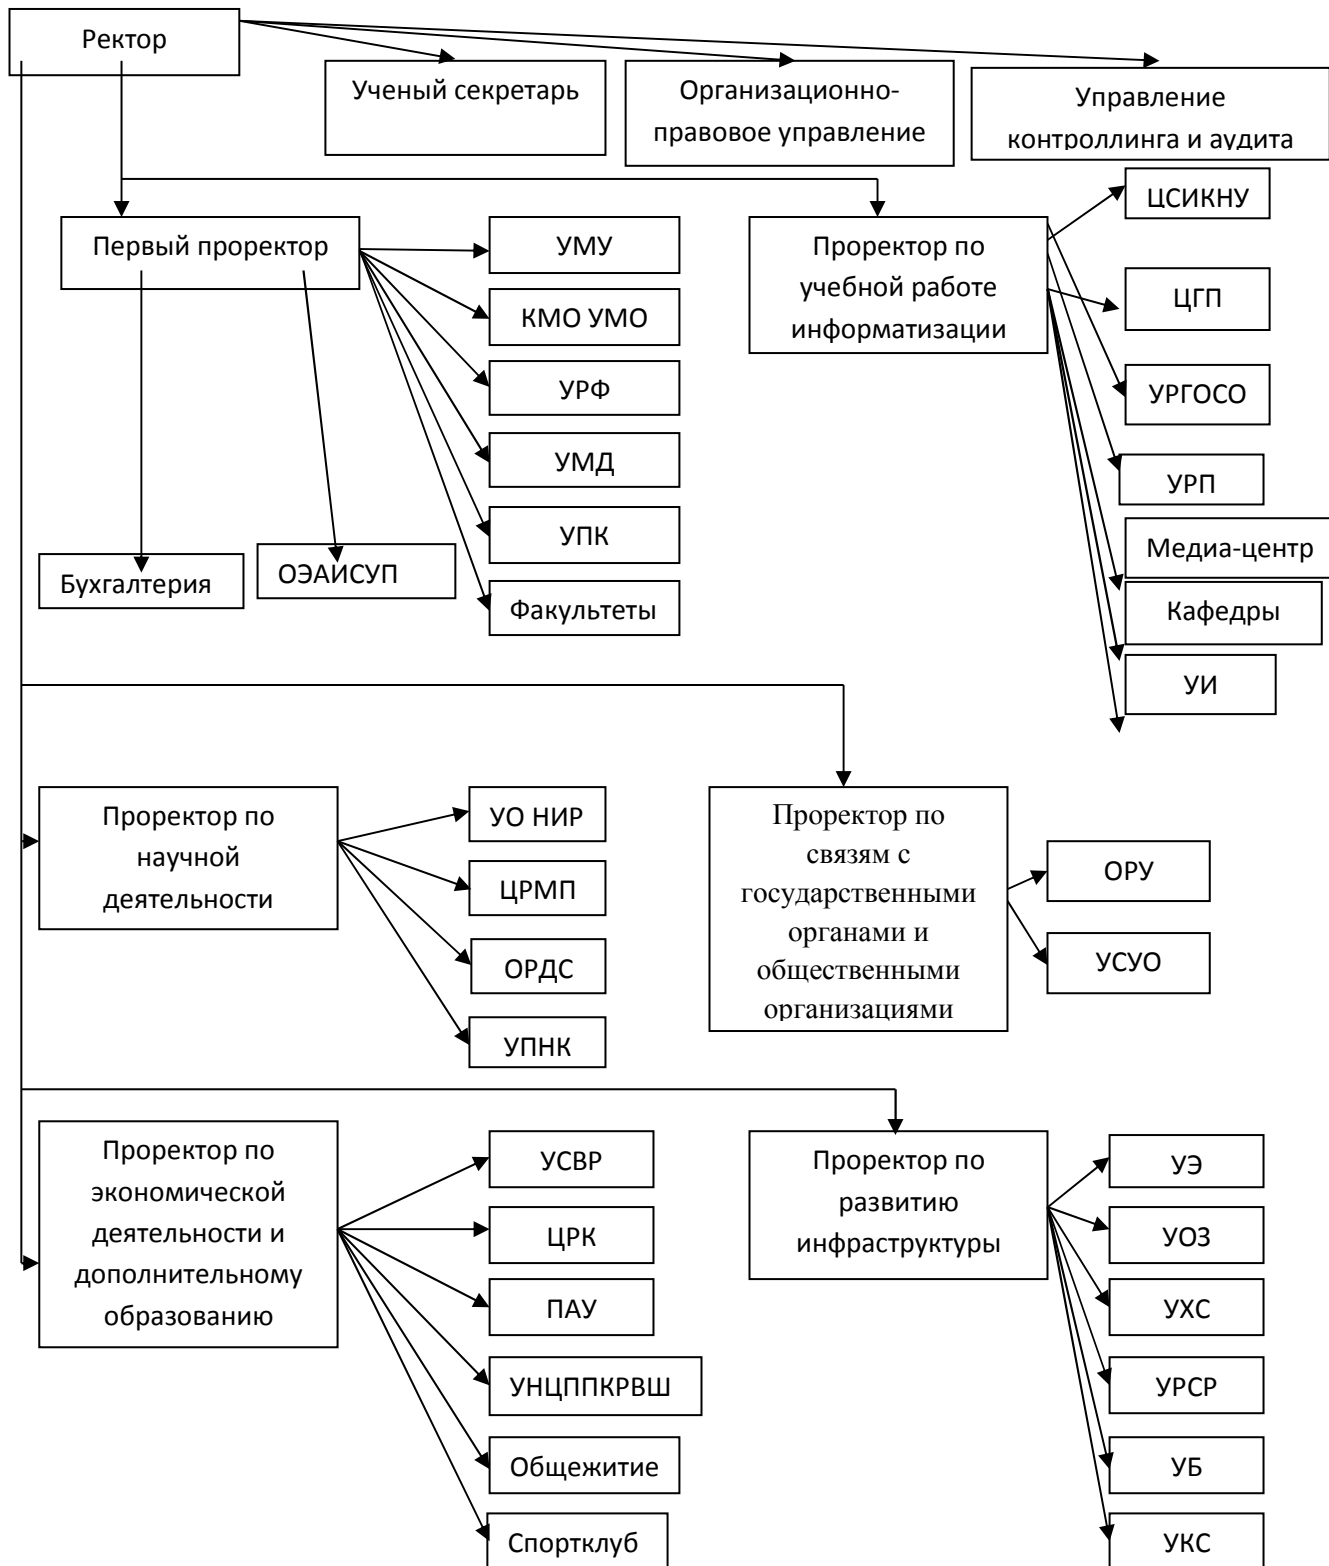 Ректор
Ученый секретарь
Организационно-
правовое управление
Управление
контроллинга и аудита
Первый проректор
УМУ
КМО УМО
УРФ
УМД
УПК
Факультеты
Бухгалтерия
ОЭАИСУП
Проректор по
учебной работе
информатизации
ЦСИКНУ
ЦГП
УРГОСО
УРП
Медиа-центр
Кафедры
УИ
Проректор по
научной
деятельности
УО НИР
ЦРМП
ОРДС
УПНК
Проректор по
связям с
государственными
органами и
общественными
организациями
ОРУ
УСУО
Проректор по
экономической
деятельности и
дополнительному
образованию
УСВР
ЦРК
ПАУ
УНЦППКРВШ
Общежитие
Спортклуб
Проректор по
развитию
инфраструктуры
УЭ
УОЗ
УХС
УРСР
УБ
УКС